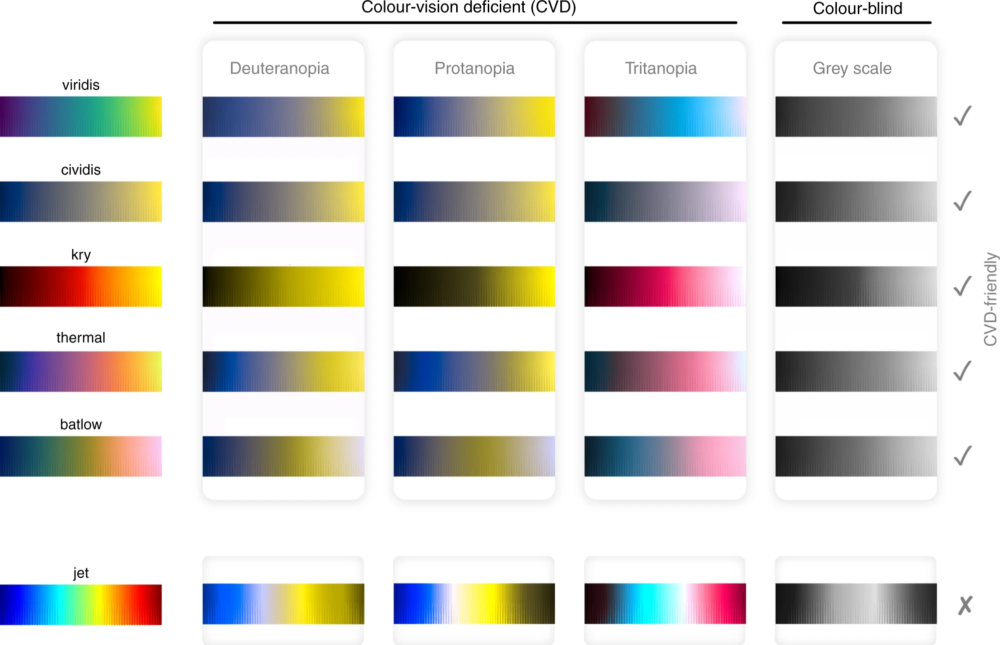 Colour-vision deficient (CVD)
Colour-blind
Deuteranopia
Protanopia
Tritanopia
Grey scale
viridis
✓
cividis
✓
kry
✓
CVD-friendly
thermal
✓
batlow
✓
jet
✗